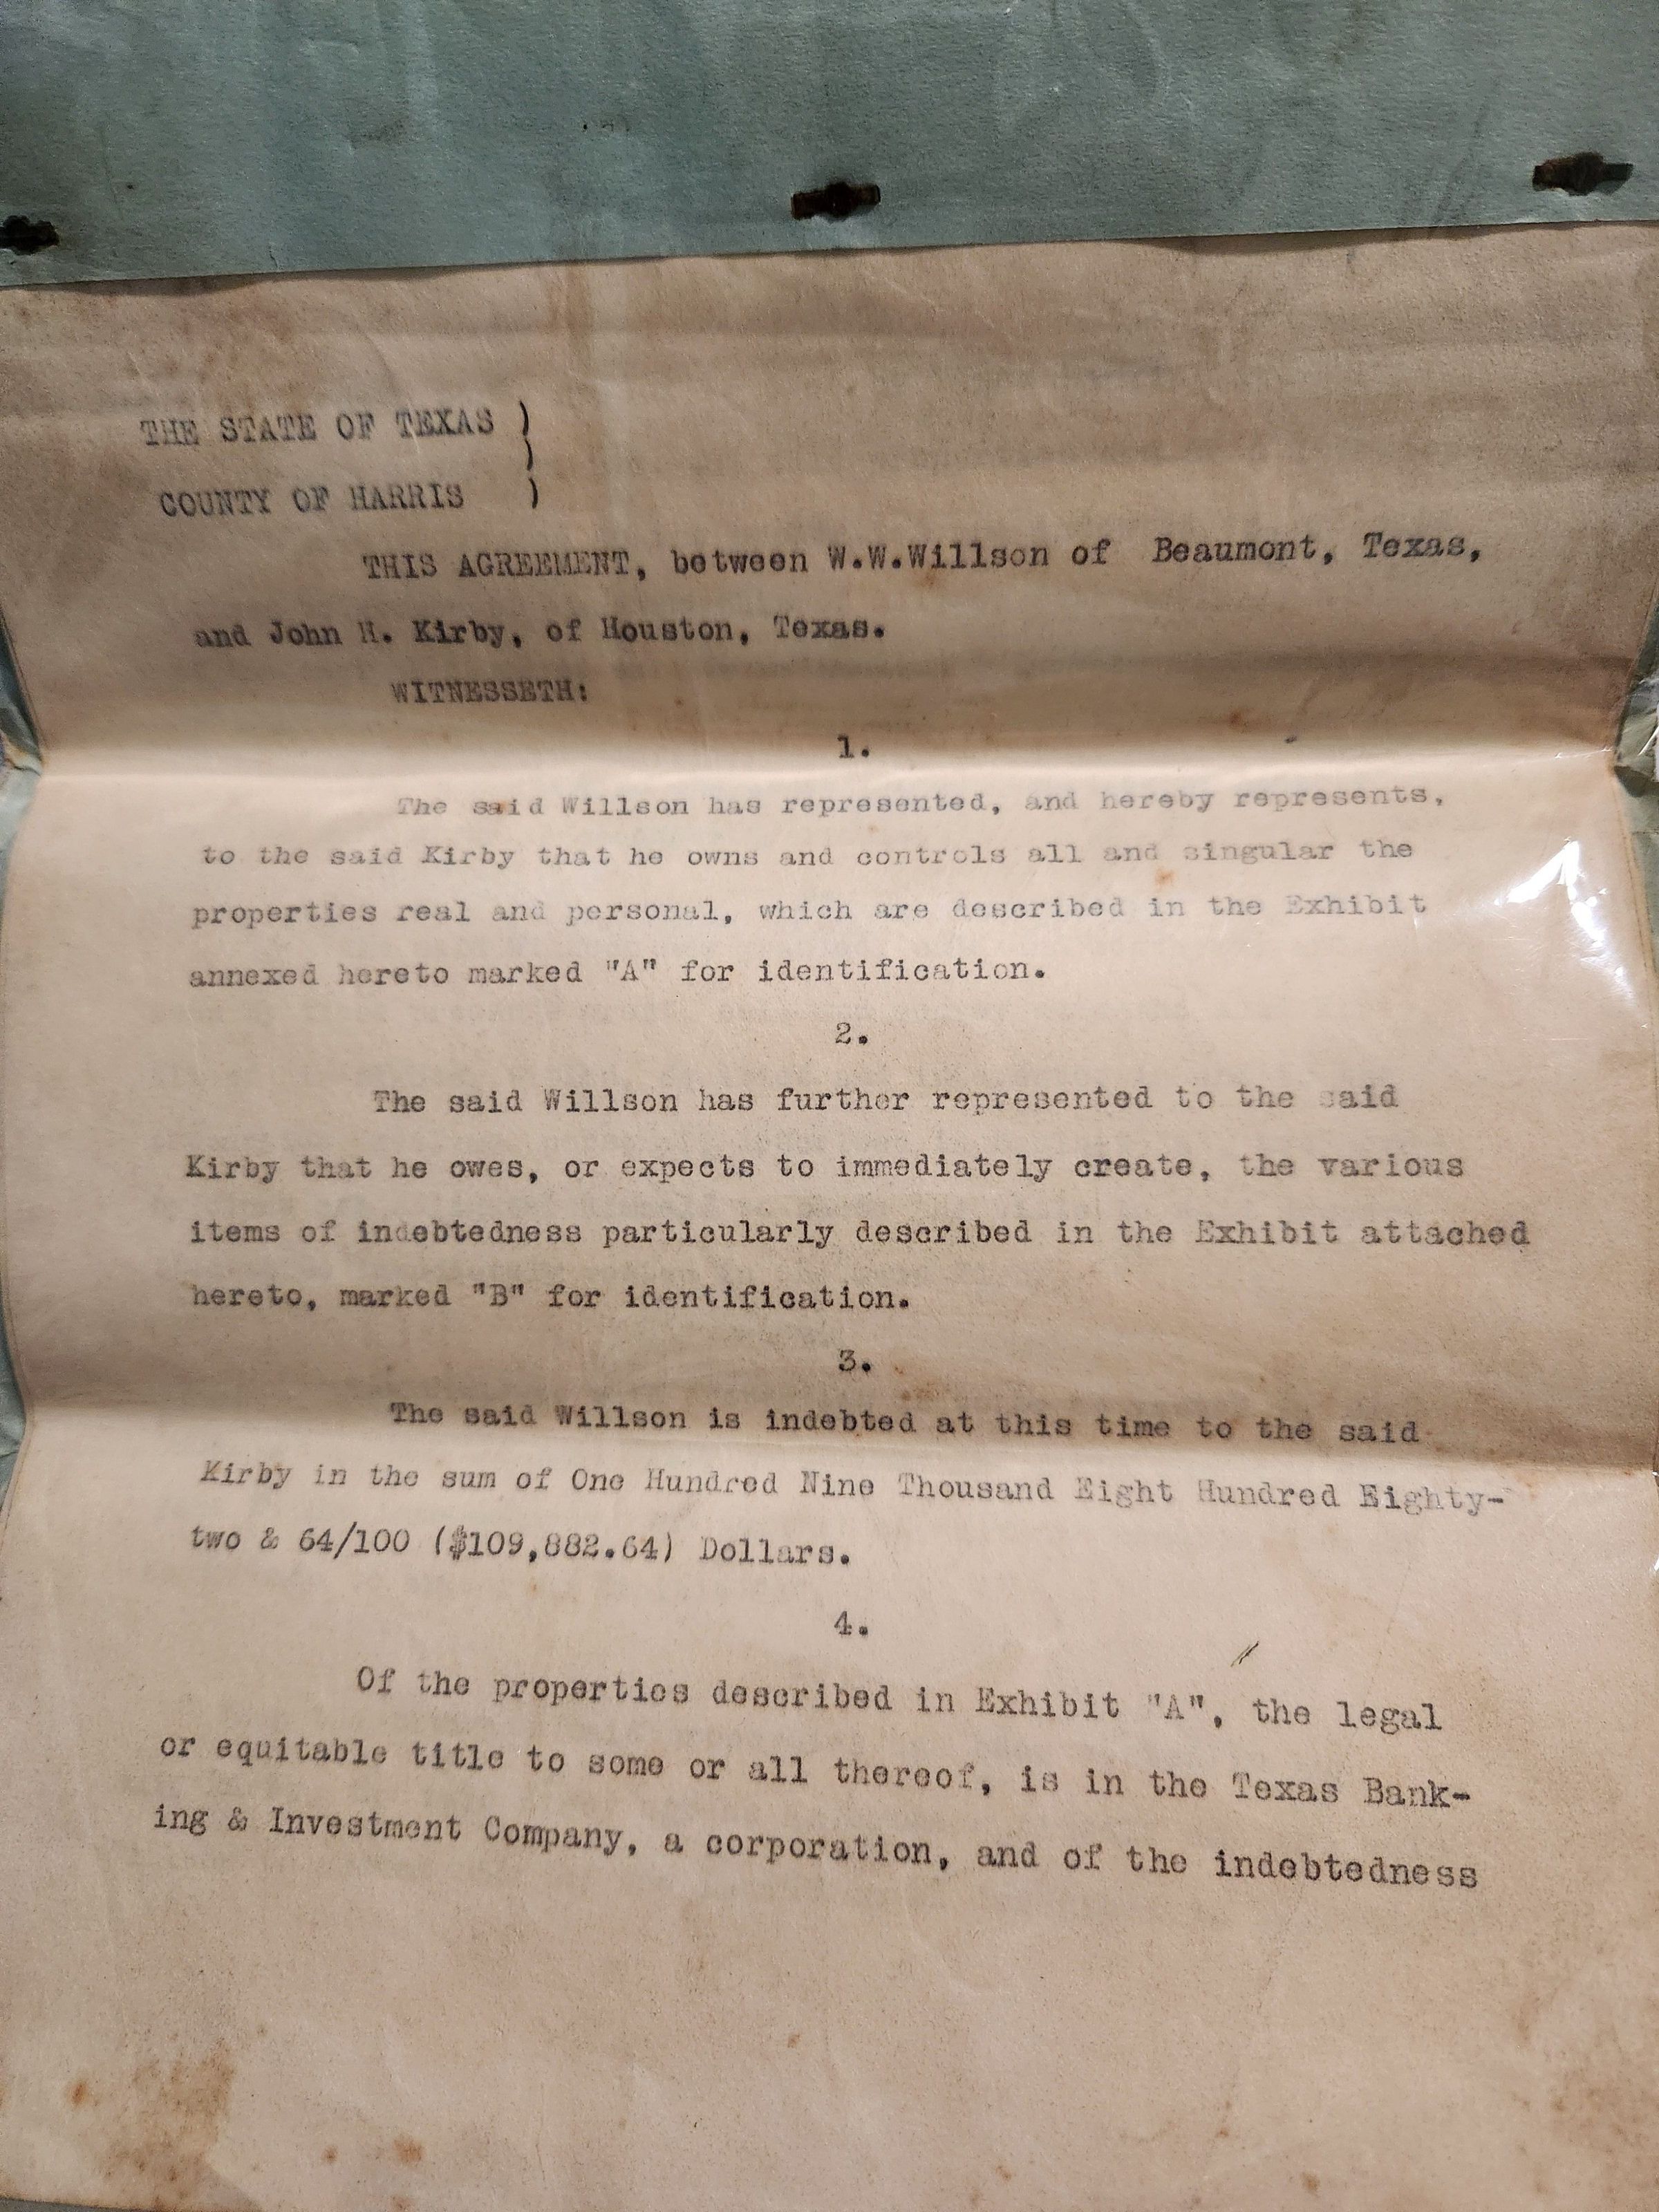 THE STATE OF TEXAS )
)
COUNTY OF HARRIS )
THIS AGREEMENT, between W.W.Willson of Beaumont, Texas,
and John H. Kirby, of Houston, Texas.
WITNESSETH:
1.
The said Willson has represented, and hereby represents,
to the said Kirby that he owns and controls all and singular the
properties real and personal, which are described in the Exhibit
annexed hereto marked "A" for identification.
2.
The said Willson has further represented to the said
Kirby that he owes, or expects to immediately create, the various
items of indebtedness particularly described in the Exhibit attached
hereto, marked "B" for identification.
3.
The said Willson is indebted at this time to the said
Kirby in the sum of One Hundred Nine Thousand Eight Hundred Eighty-
two & 64/100 ($109,882.64) Dollars.
4.
Of the properties described in Exhibit "A", the legal
or equitable title to some or all thereof, is in the Texas Bank-
ing & Investment Company, a corporation, and of the indebtedness